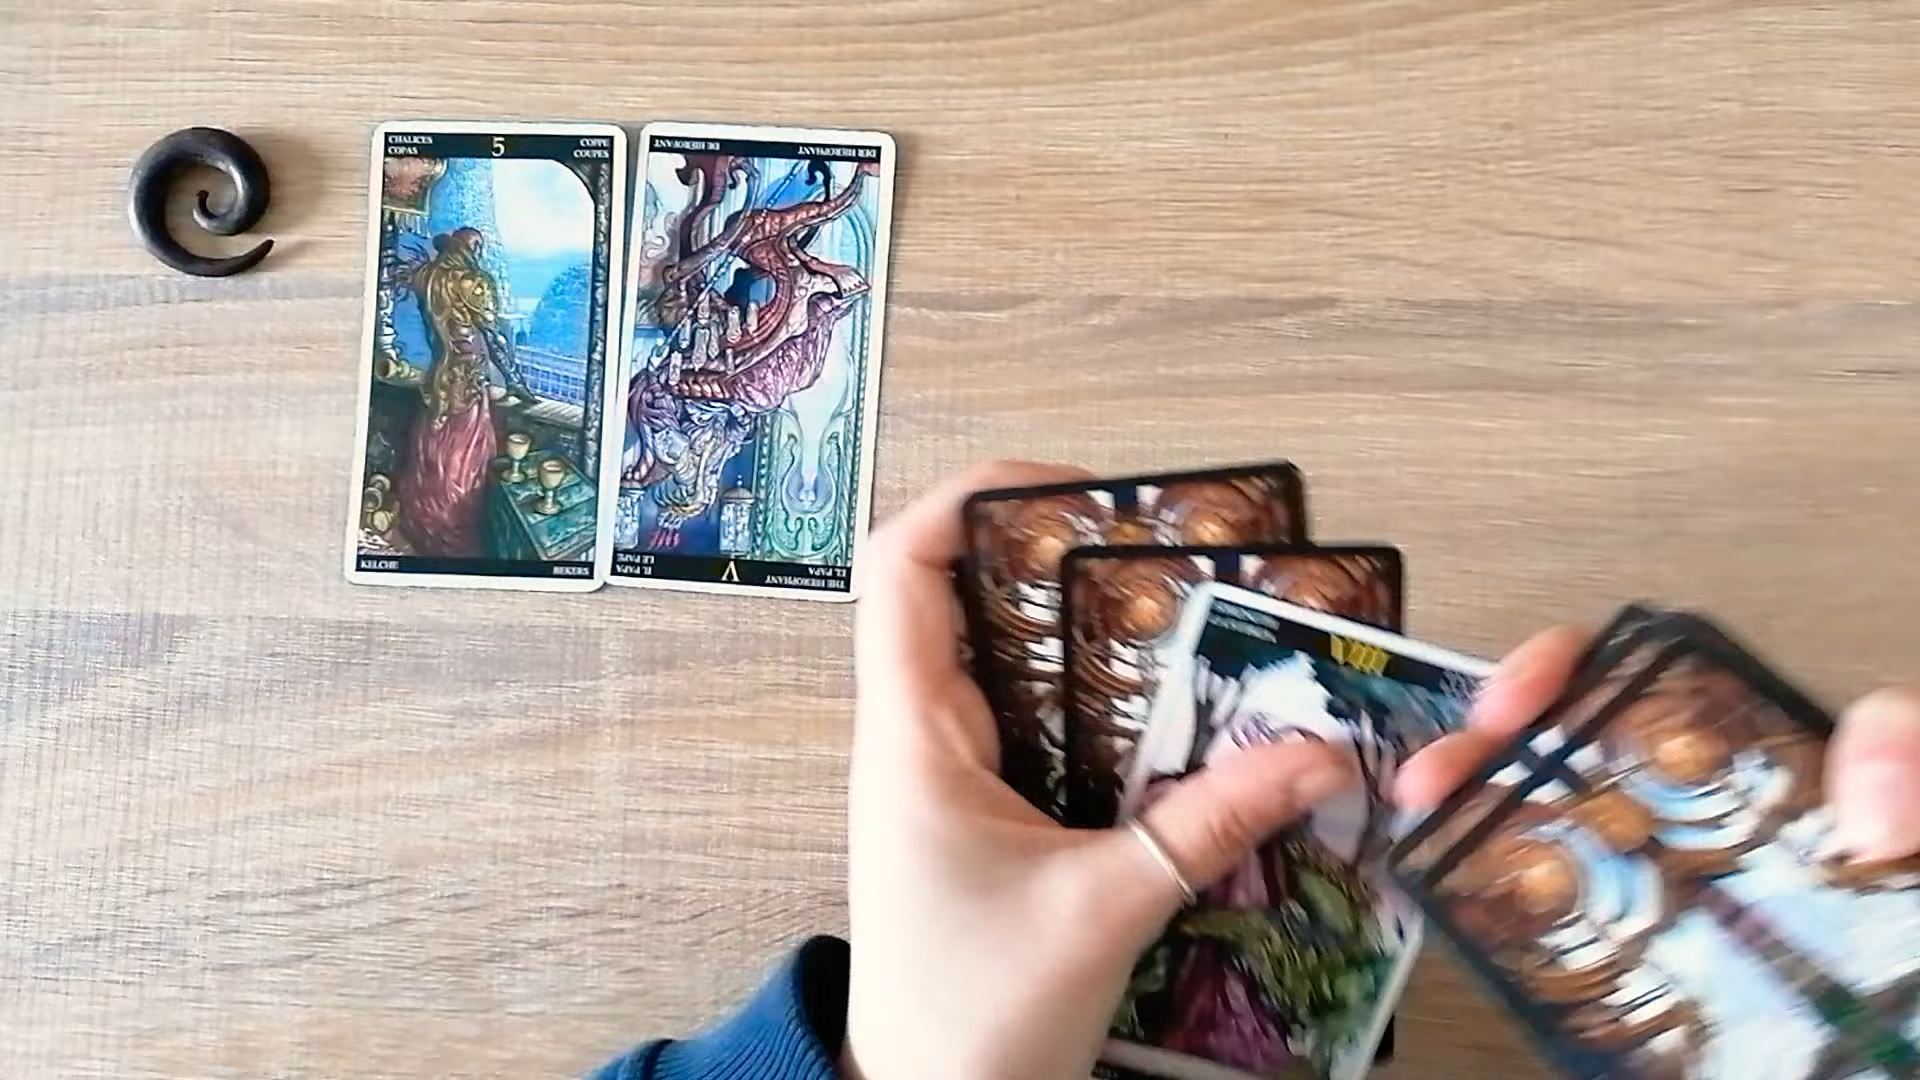 CHALICES
COPAS
5
COPPE
COUPES
KELCHE
BEKERS
DE HIEROFANT
DER HIEROPHANT
IL PAPA
LE PAPE
V
THE HIEROPHANT
EL PAPA